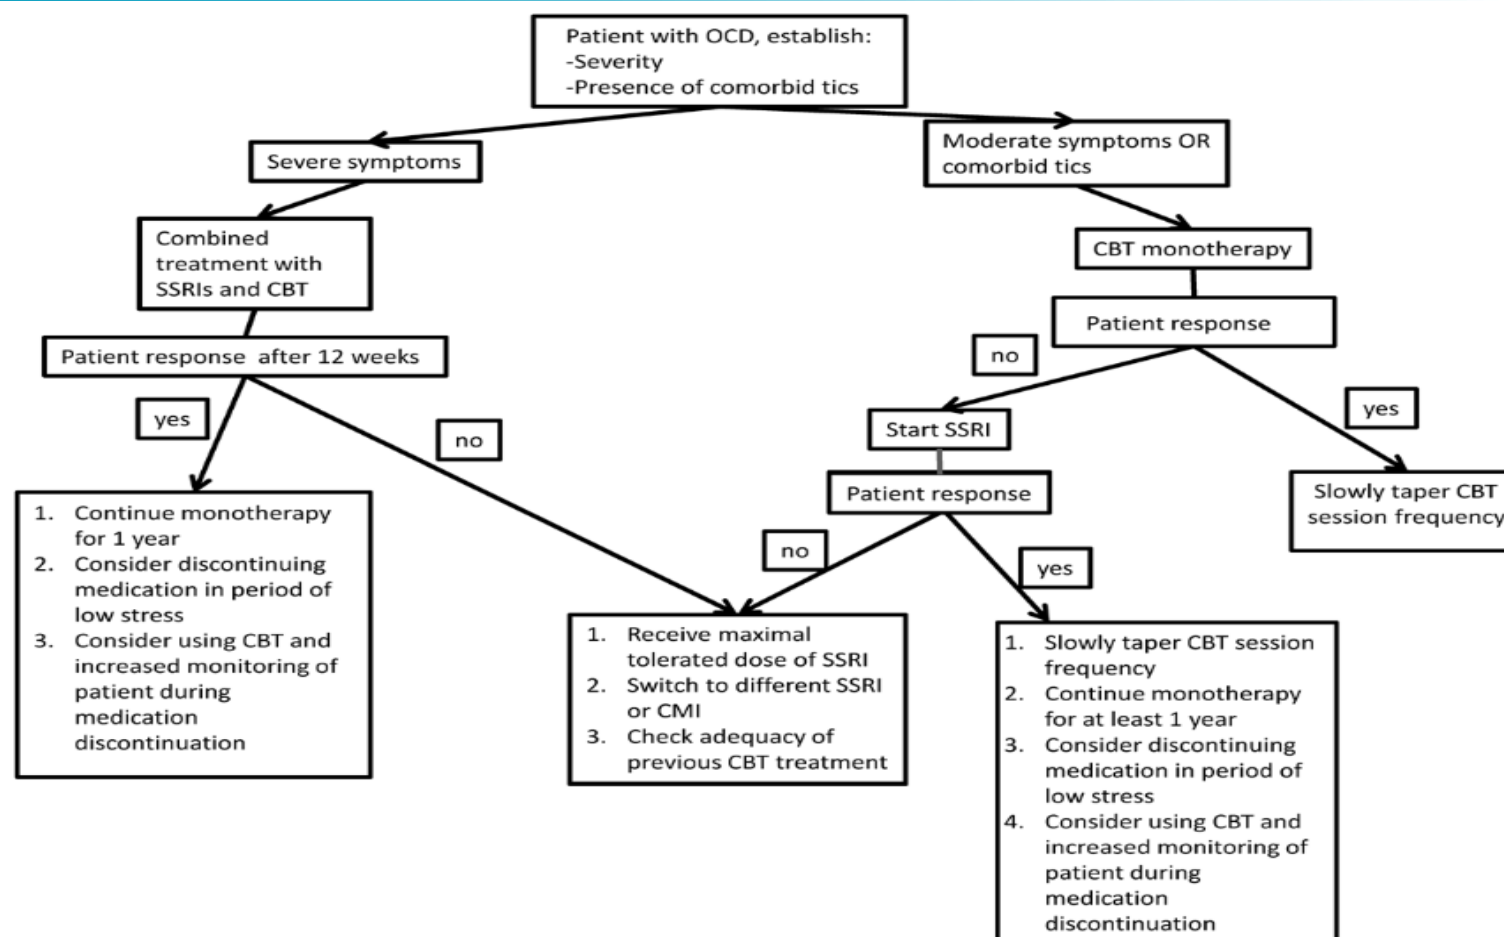 Patient with OCD, establish:
-Severity
-Presence of comorbid tics
Severe symptoms
Moderate symptoms OR
comorbid tics
Combined
treatment with
SSRIs and CBT
CBT monotherapy
Patient response after 12 weeks
Patient response
no
yes
yes
no
Start SSRI
Patient response
Slowly taper CBT
session frequency
no
yes
1. Continue monotherapy
for 1 year
2. Consider discontinuing
medication in period of
low stress
3. Consider using CBT and
increased monitoring of
patient during
medication
discontinuation
1. Receive maximal
tolerated dose of SSRI
2. Switch to different SSRI
or CMI
3. Check adequacy of
previous CBT treatment
1. Slowly taper CBT session
frequency
2. Continue monotherapy
for at least 1 year
3. Consider discontinuing
medication in period of
low stress
4. Consider using CBT and
increased monitoring of
patient during
medication
discontinuation